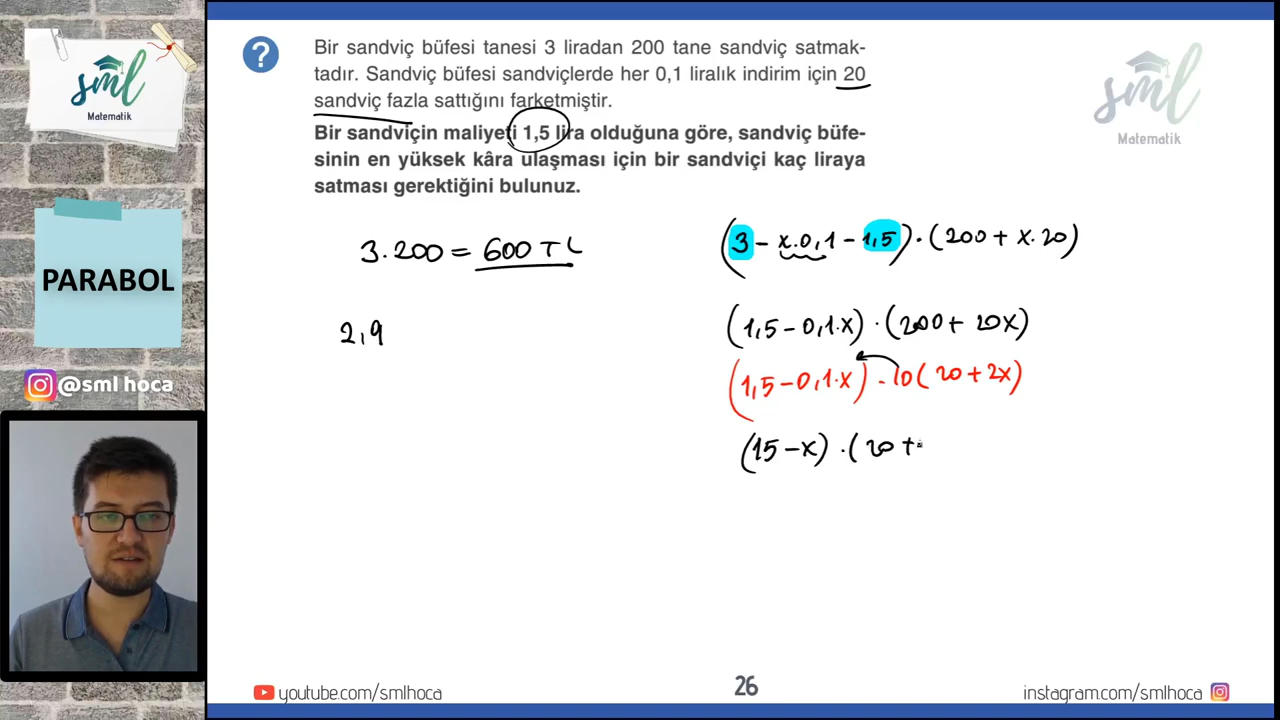 sml
Matematik
PARABOL
@sml hoca
?
Bir sandviç büfesi tanesi 3 liradan 200 tane sandviç satmak-
tadır. Sandviç büfesi sandviçlerde her 0,1 liralık indirim için 20
sandviç fazla sattığını farketmiştir.
Bir sandviçin maliyeti 1,5 lira olduğuna göre, sandviç büfe-
sinin en yüksek kâra ulaşması için bir sandviçi kaç liraya
satması gerektiğini bulunuz.
sml
Matematik
3.200 = 600 TL
2,9
(3 - x.0,1 - 1,5).(200 + x.20)
(1,5 - 0,1.x).(200 + 20x)
(1,5 - 0,1.x).10(20 + 2x)
(15 - x).(20 +
youtube.com/smlhoca
26
instagram.com/smlhoca